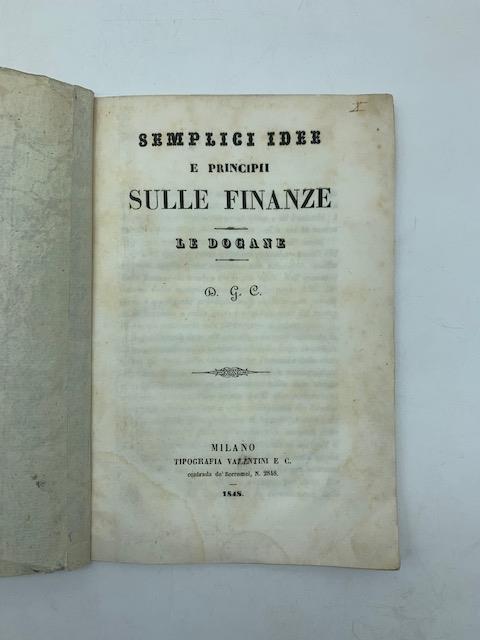 SEMPLICI IDEE
E PRINCIPII
SULLE FINANZE
LE DOGANE
D. G. C.
MILANO
TIPOGRAFIA VALENTINI E C.
contrada de' Borromei, N. 2848.
1848.